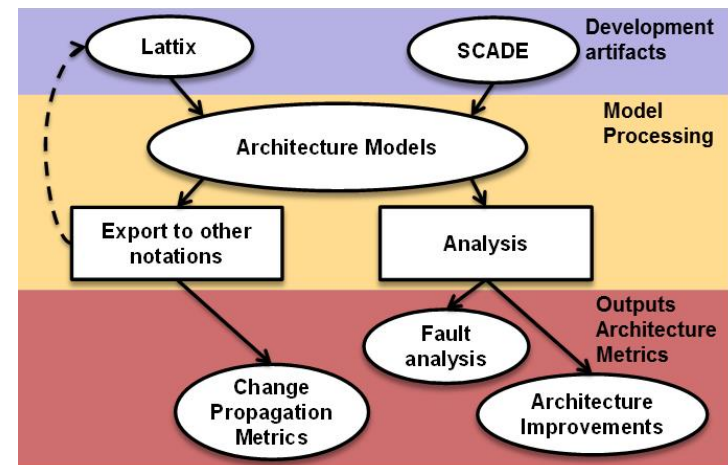 Lattix
SCADE
Development
artifacts
Architecture Models
Model
Processing
Export to other
notations
Analysis
Outputs
Architecture
Metrics
Fault
analysis
Change
Propagation
Metrics
Architecture
Improvements